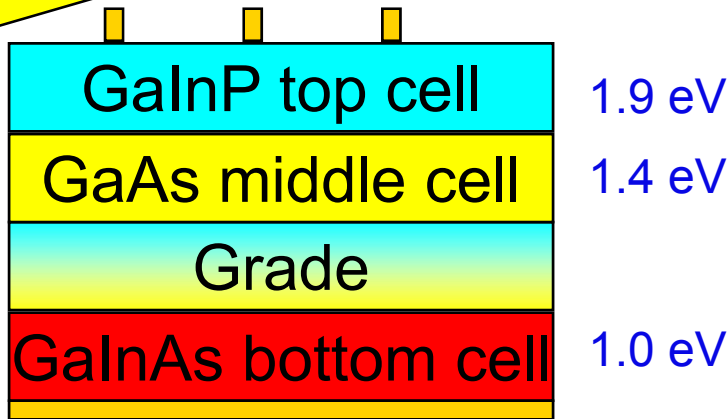 GaInP top cell 1.9 eV
GaAs middle cell 1.4 eV
Grade
GaInAs bottom cell 1.0 eV